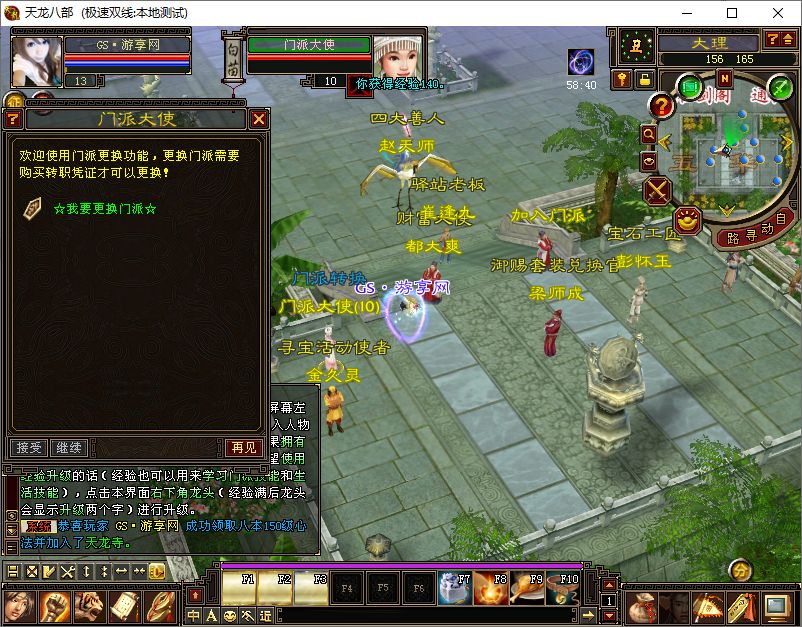 天龙八部 (极速双线:本地测试)
GS·游享网
13
白苗
门派大使
10
你获得经验140。
58:40
丑
大理
156 165
N
门派大使
欢迎使用门派更换功能，更换门派需要
购买转职凭证才可以更换！
☆我要更换门派☆
接受
继续
再见
四大善人
赵天师
驿站老板
财富大使
崔逢九
都大爽
加入门派
宝石工匠
御赐套装兑换官
彭怀玉
梁师成
门派转换
GS·游享网
门派大使(10)
寻宝活动使者
金久灵
自动寻路
屏幕左
入人物
果拥有
望使用
经验升级的话（经验也可以用来学习门派技能和生
活技能），点击本界面右下角龙头（经验满后龙头
会显示升级两个字）进行升级。
系统 恭喜玩家 GS·游享网 成功领取八本150级心
法并加入了天龙寺。
F1
F2
F3
F4
F5
F6
F7
F8
F9
F10
1
中
近